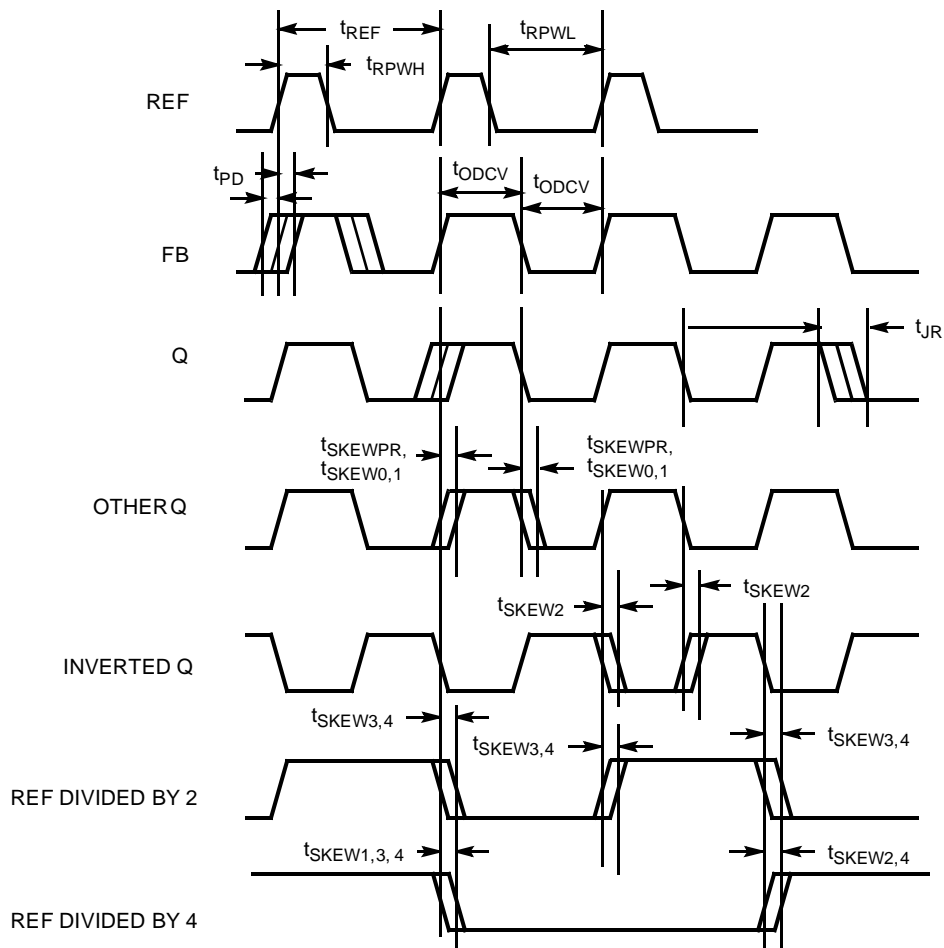 tREF
tRPWL
tRPWH
REF
tPD
tODCV
tODCV
FB
tJR
Q
tSKEWPR,
tSKEW0,1
tSKEWPR,
tSKEW0,1
OTHER Q
tSKEW2
tSKEW2
INVERTED Q
tSKEW3,4
tSKEW3,4
tSKEW3,4
REF DIVIDED BY 2
tSKEW1,3, 4
tSKEW2,4
REF DIVIDED BY 4